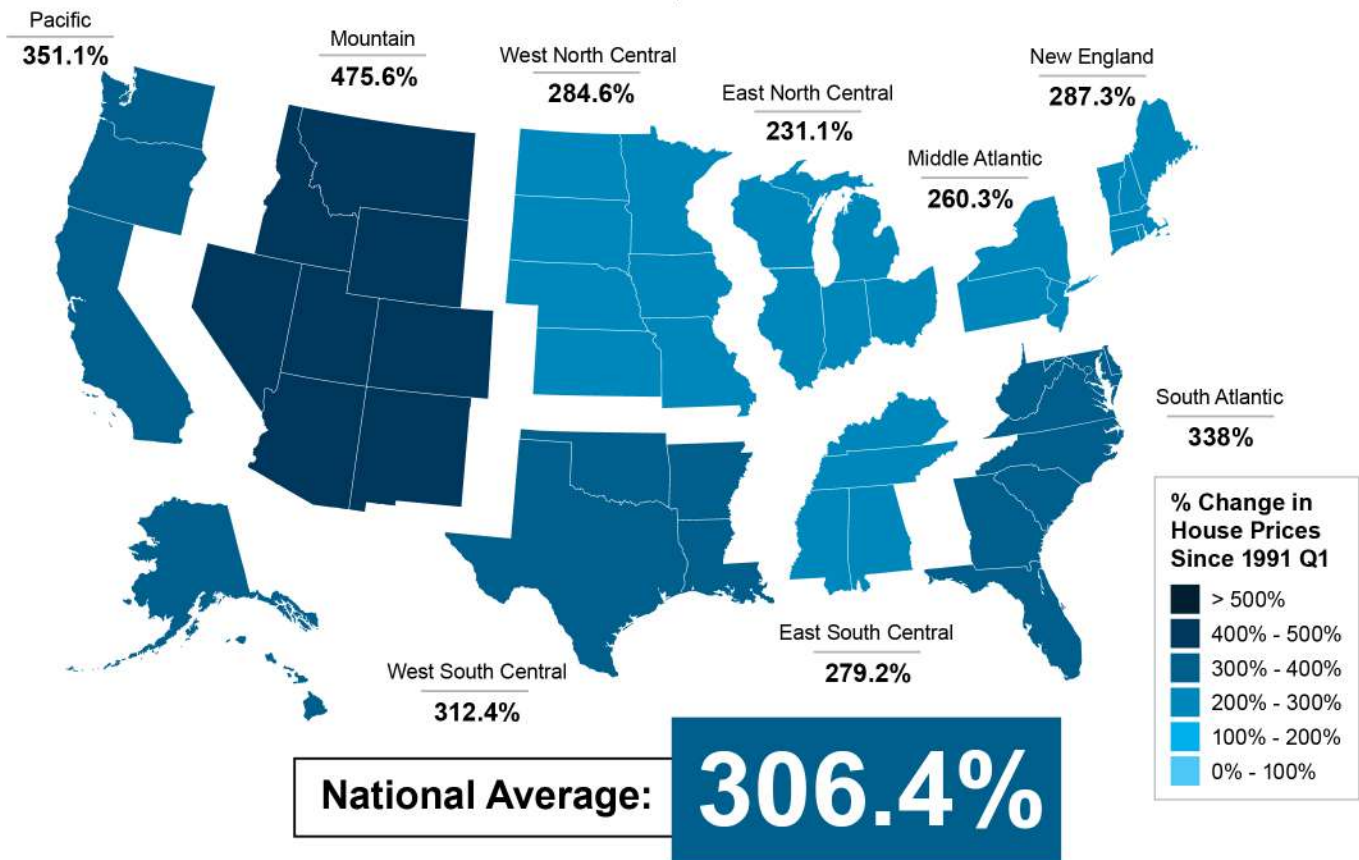 Pacific
351.1%
Mountain
475.6%
West North Central
284.6%
East North Central
231.1%
New England
287.3%
Middle Atlantic
260.3%
South Atlantic
338%
% Change in
House Prices
Since 1991 Q1
> 500%
400% - 500%
300% - 400%
200% - 300%
100% - 200%
0% - 100%
East South Central
279.2%
West South Central
312.4%
National Average:
306.4%